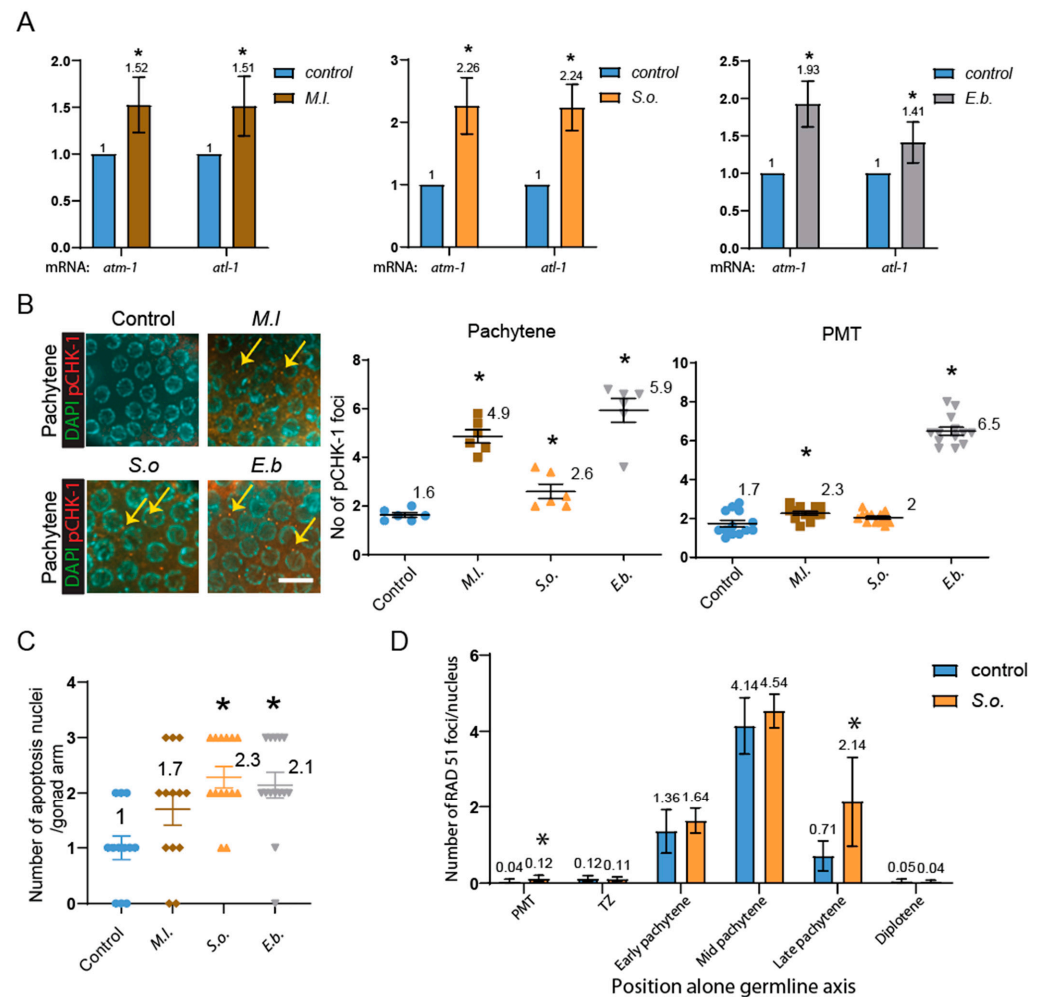 A
2.0
1.5
1.0
0.5
0.0
1
*
1.52
1
*
1.51
control
M.l.
mRNA: atm-1 atl-1
3
2
1
0
1
*
2.26
1
*
2.24
control
S.o.
mRNA: atm-1 atl-1
2.5
2.0
1.5
1.0
0.5
0.0
1
*
1.93
1
*
1.41
control
E.b.
mRNA: atm-1 atl-1
B
Control
M.l
Pachytene
DAPI pCHK-1
S.o
E.b
Pachytene
DAPI pCHK-1
Pachytene
No of pCHK-1 foci
8
6
4
2
0
1.6
*
4.9
*
2.6
*
5.9
Control
M.l.
S.o.
E.b.
PMT
10
8
6
4
2
0
1.7
*
2.3
2
*
6.5
Control
M.l.
S.o.
E.b.
C
Number of apoptosis nuclei
/gonad arm
4
3
2
1
0
1
1.7
*
2.3
*
2.1
Control
M.l.
S.o.
E.b.
D
Number of RAD 51 foci/nucleus
6
4
2
0
0.04 0.12
*
0.12 0.11
1.36 1.64
4.14 4.54
0.71
*
2.14
0.05 0.04
control
S.o.
PMT
TZ
Early pachytene
Mid pachytene
Late pachytene
Diplotene
Position alone germline axis